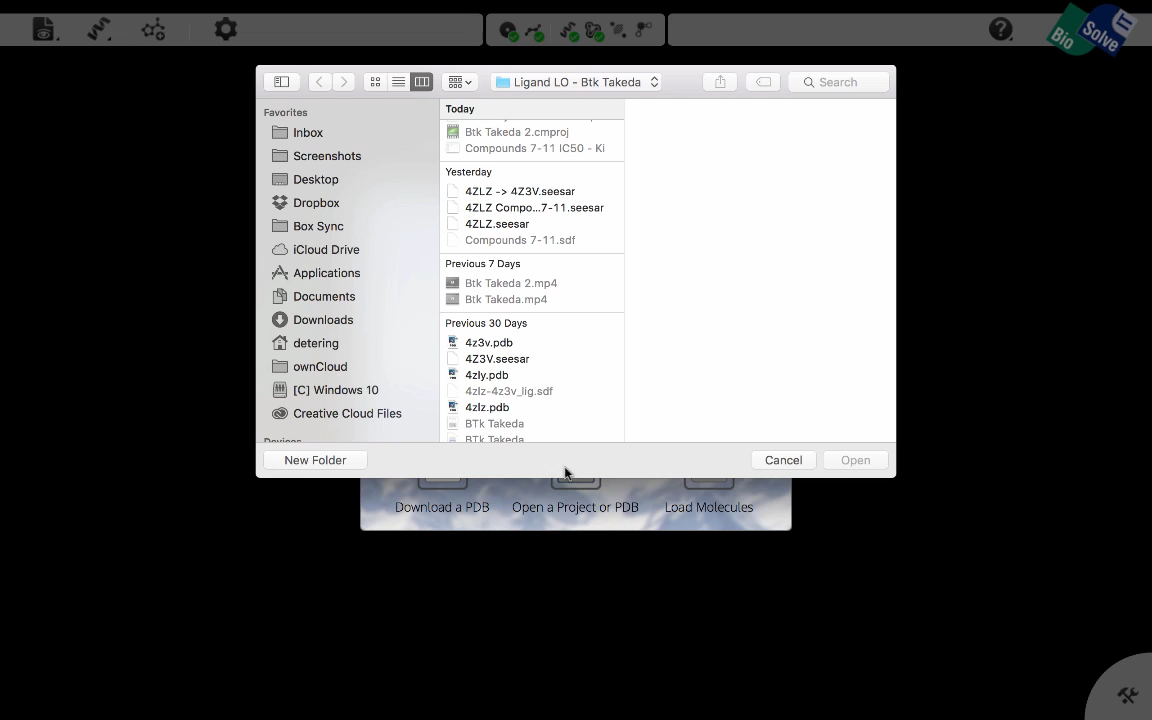 Bio
Solve
IT
Ligand LO - Btk Takeda
Search
Favorites
Inbox
Screenshots
Desktop
Dropbox
Box Sync
iCloud Drive
Applications
Documents
Downloads
detering
ownCloud
[C] Windows 10
Creative Cloud Files
Today
Btk Takeda 2.cmproj
Compounds 7-11 IC50 - Ki
Yesterday
4ZLZ -> 4Z3V.seesar
4ZLZ Compo...7-11.seesar
4ZLZ.seesar
Compounds 7-11.sdf
Previous 7 Days
Btk Takeda 2.mp4
Btk Takeda.mp4
Previous 30 Days
4z3v.pdb
4Z3V.seesar
4zly.pdb
4zlz-4z3v_lig.sdf
4zlz.pdb
BTk Takeda
BTk Takeda
New Folder
Cancel
Open
Download a PDB
Open a Project or PDB
Load Molecules